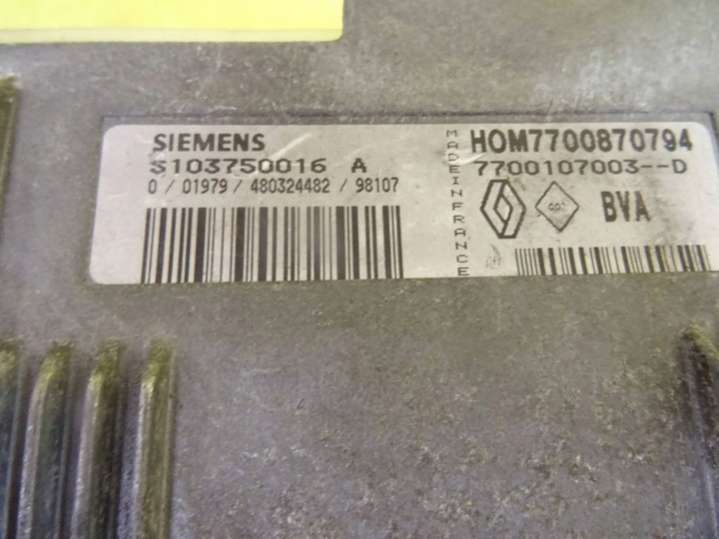 SIEMENS
S103750016 A
0 / 01979 / 480324482 / 98107
MADE IN FRANCE
HOM7700870794
7700107003--D
BVA